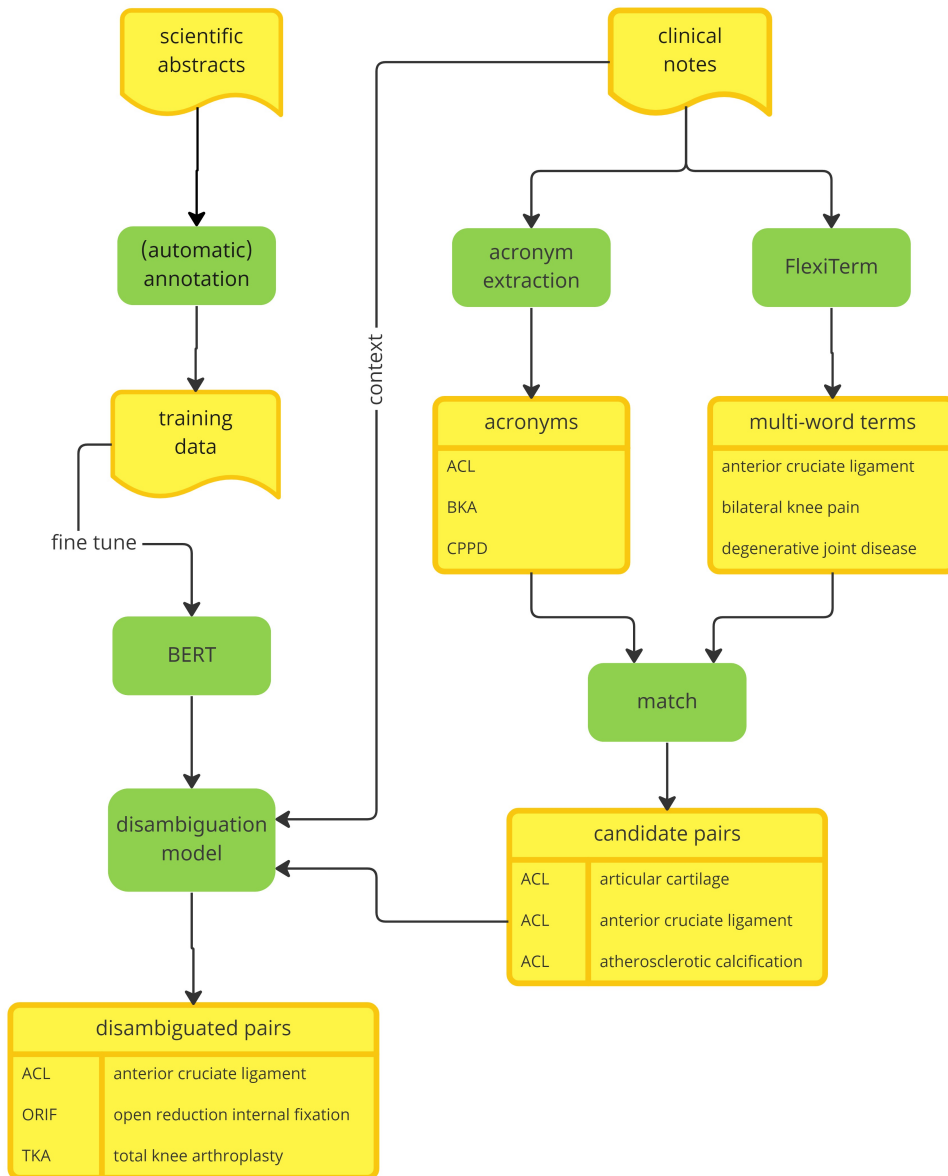 scientific
abstracts
clinical
notes
(automatic)
annotation
acronym
extraction
FlexiTerm
context
training
data
acronyms
ACL
BKA
CPPD
multi-word terms
anterior cruciate ligament
bilateral knee pain
degenerative joint disease
fine tune
BERT
match
disambiguation
model
candidate pairs
ACL articular cartilage
ACL anterior cruciate ligament
ACL atherosclerotic calcification
disambiguated pairs
ACL anterior cruciate ligament
ORIF open reduction internal fixation
TKA total knee arthroplasty